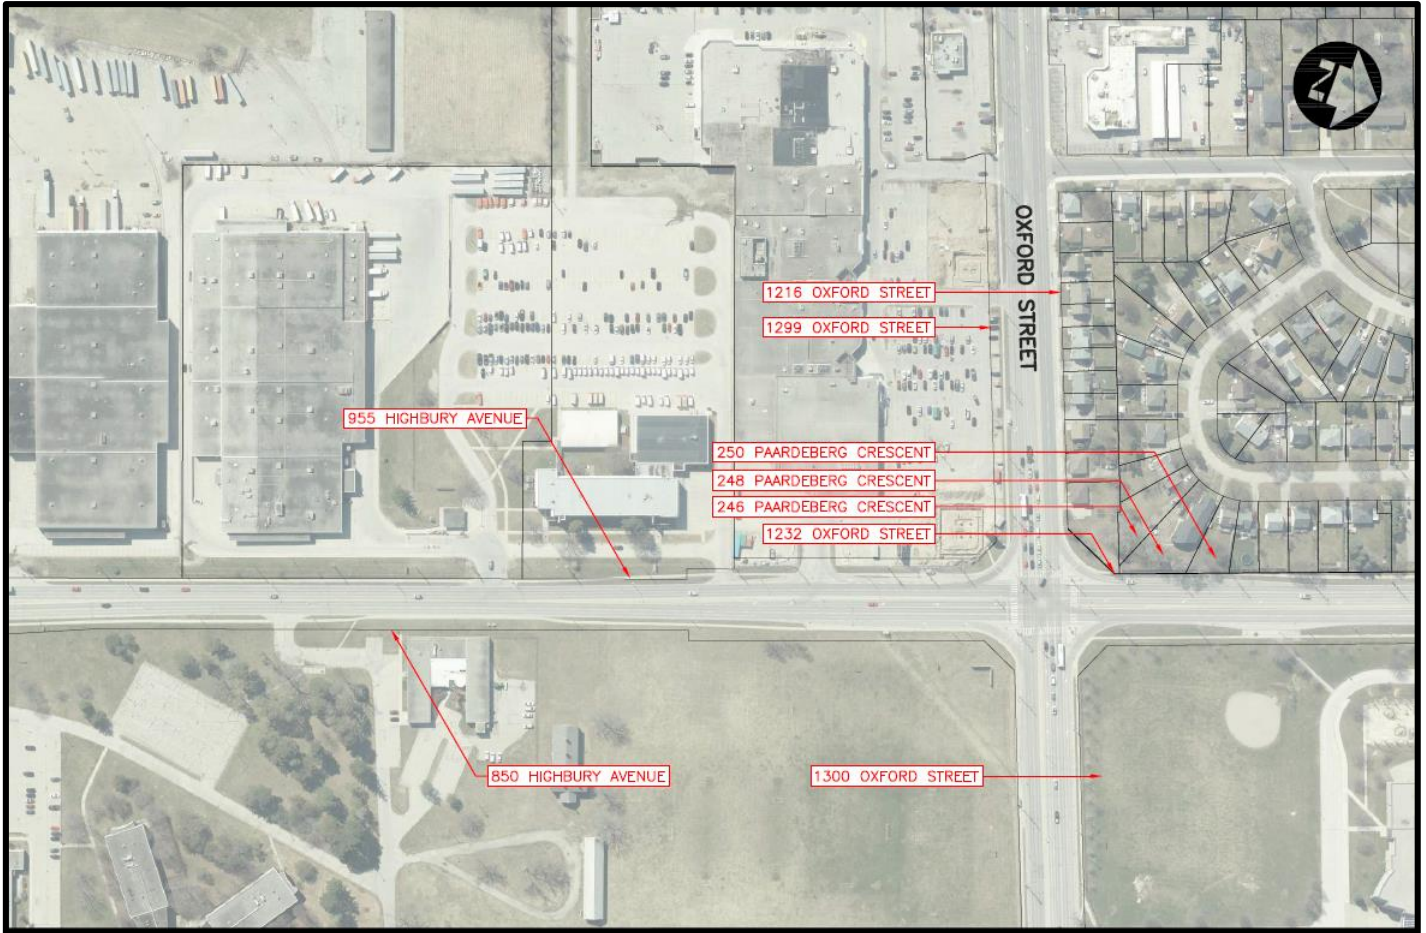 N
OXFORD STREET
1216 OXFORD STREET
1299 OXFORD STREET
955 HIGHBURY AVENUE
250 PAARDEBERG CRESCENT
248 PAARDEBERG CRESCENT
246 PAARDEBERG CRESCENT
1232 OXFORD STREET
850 HIGHBURY AVENUE
1300 OXFORD STREET